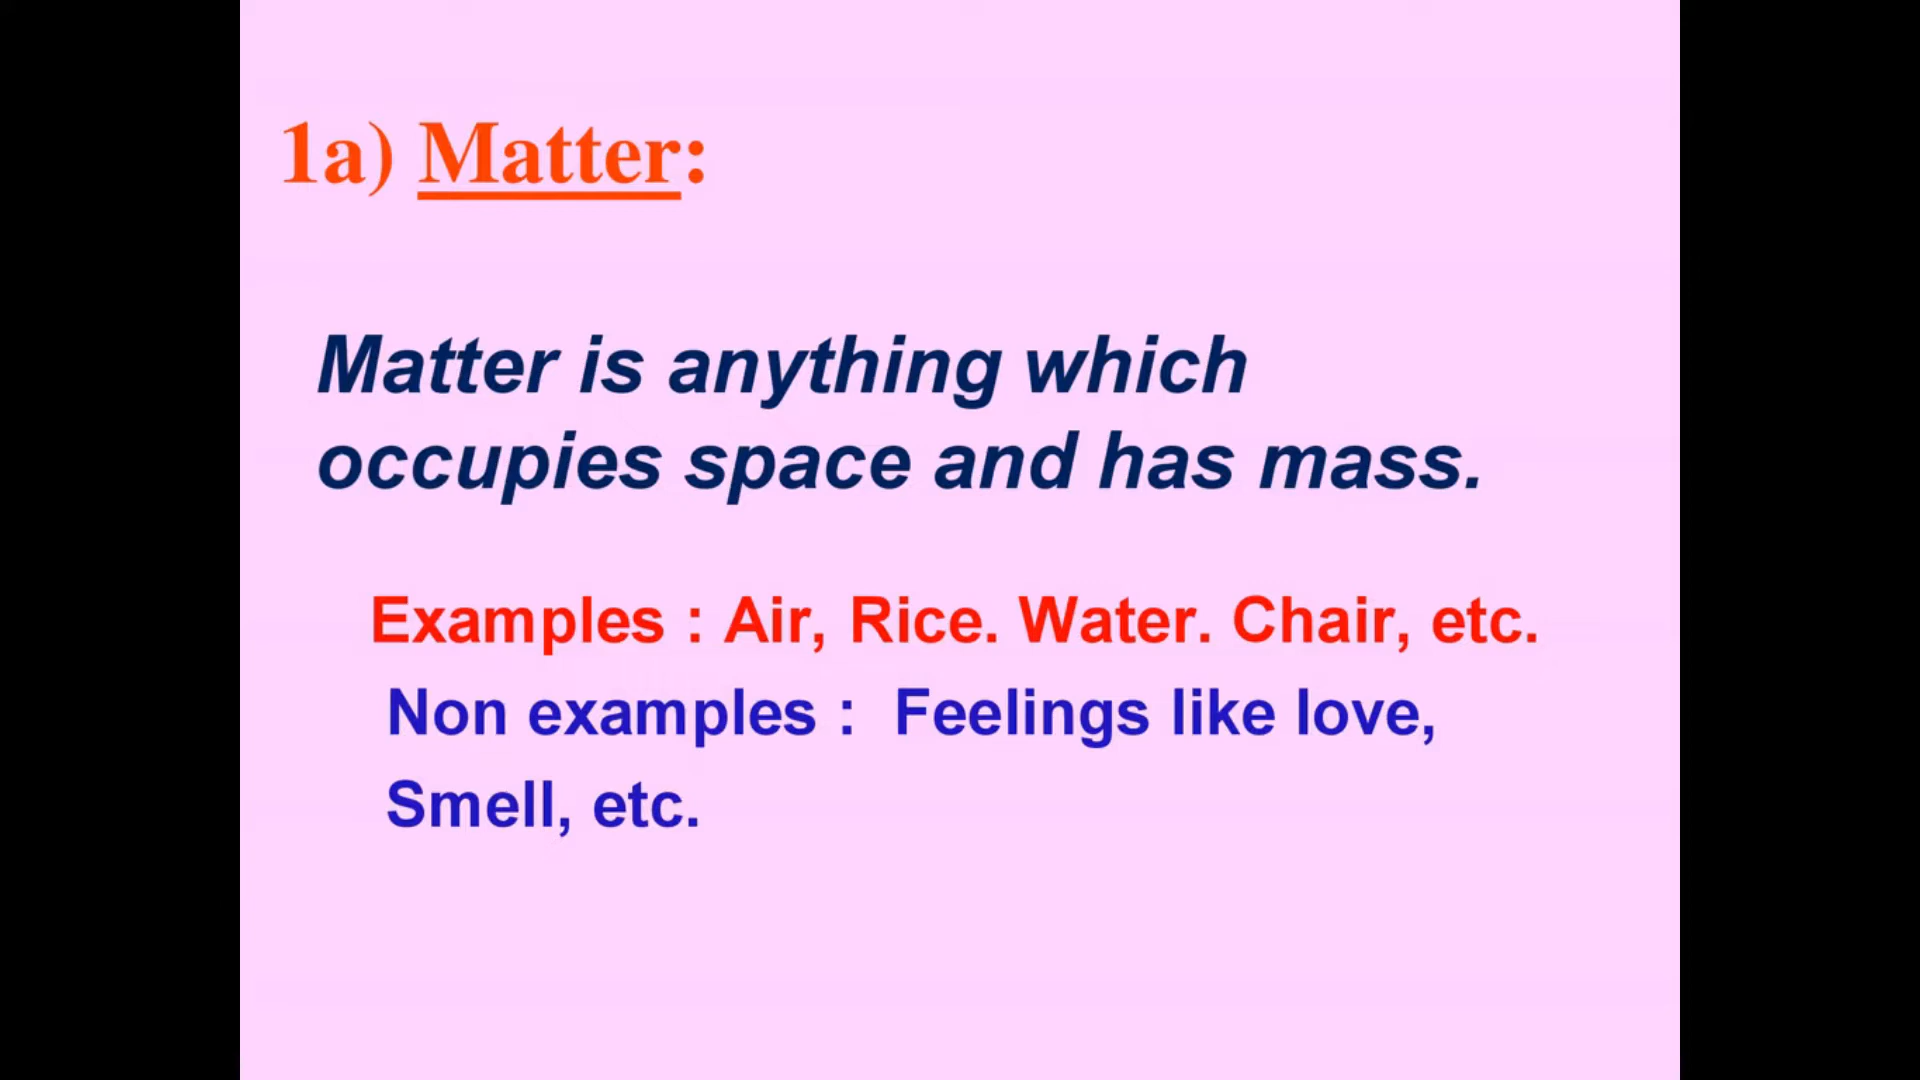 1a) Matter:
Matter is anything which
occupies space and has mass.
Examples : Air, Rice. Water. Chair, etc.
Non examples :  Feelings like love,
Smell, etc.